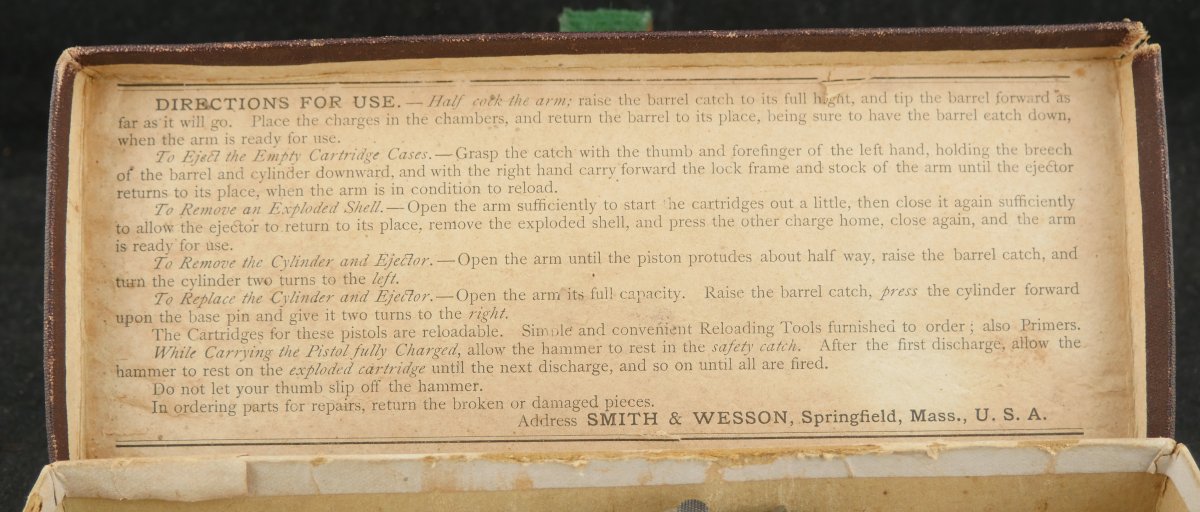 DIRECTIONS FOR USE. — Half cock the arm; raise the barrel catch to its full hight, and tip the barrel forward as
far as it will go. Place the charges in the chambers, and return the barrel to its place, being sure to have the barrel catch down,
when the arm is ready for use.
To Eject the Empty Cartridge Cases. — Grasp the catch with the thumb and forefinger of the left hand, holding the breech
of the barrel and cylinder downward, and with the right hand carry forward the lock frame and stock of the arm until the ejector
returns to its place, when the arm is in condition to reload.
To Remove an Exploded Shell. — Open the arm sufficiently to start the cartridges out a little, then close it again sufficiently
to allow the ejector to return to its place, remove the exploded shell, and press the other charge home, close again, and the arm
is ready for use.
To Remove the Cylinder and Ejector. — Open the arm until the piston protudes about half way, raise the barrel catch, and
turn the cylinder two turns to the left.
To Replace the Cylinder and Ejector. — Open the arm its full capacity. Raise the barrel catch, press the cylinder forward
upon the base pin and give it two turns to the right.
The Cartridges for these pistols are reloadable. Simple and convenient Reloading Tools furnished to order; also Primers.
While Carrying the Pistol fully Charged, allow the hammer to rest in the safety catch. After the first discharge, allow the
hammer to rest on the exploded cartridge until the next discharge, and so on until all are fired.
Do not let your thumb slip off the hammer.
In ordering parts for repairs, return the broken or damaged pieces.
Address SMITH & WESSON, Springfield, Mass., U. S. A.